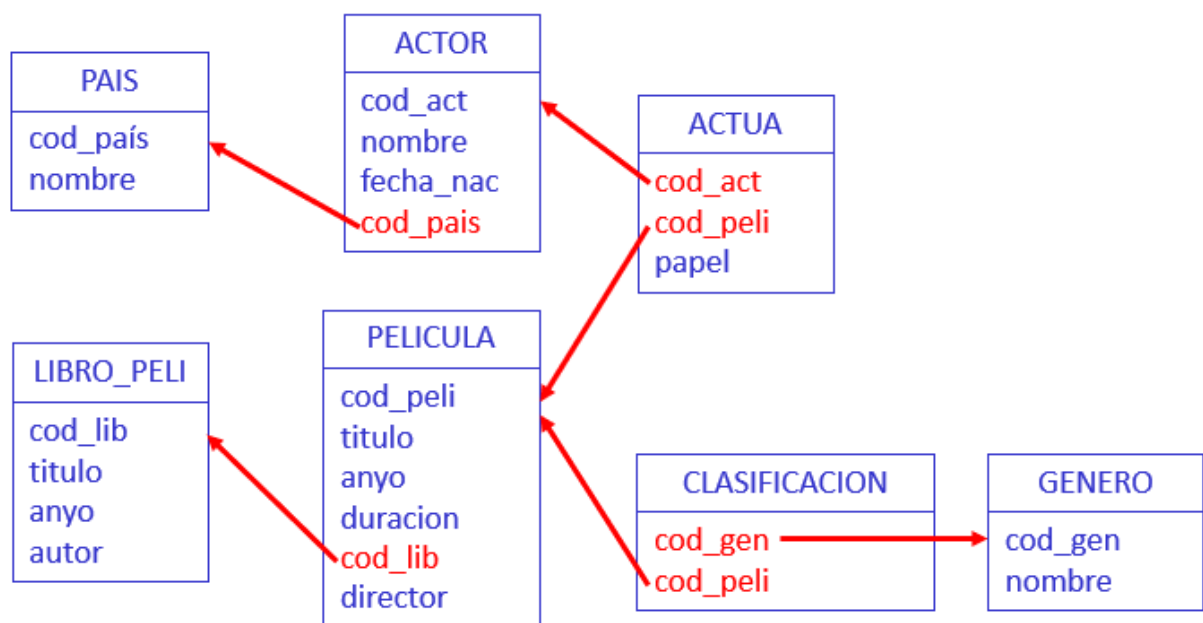 PAIS
cod_país
nombre
ACTOR
cod_act
nombre
fecha_nac
cod_pais
ACTUA
cod_act
cod_peli
papel
LIBRO_PELI
cod_lib
titulo
anyo
autor
PELICULA
cod_peli
titulo
anyo
duracion
cod_lib
director
CLASIFICACION
cod_gen
cod_peli
GENERO
cod_gen
nombre